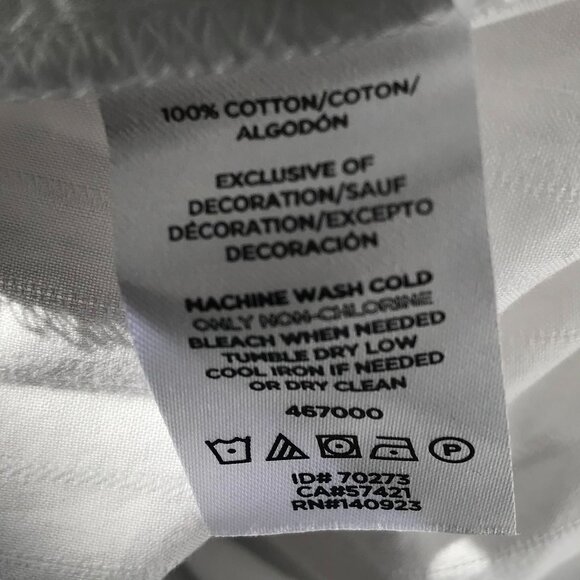 100% COTTON/COTON/
ALGODÓN
EXCLUSIVE OF
DECORATION/SAUF
DÉCORATION/EXCEPTO
DECORACIÓN
MACHINE WASH COLD
ONLY NON-CHLORINE
BLEACH WHEN NEEDED
TUMBLE DRY LOW
COOL IRON IF NEEDED
OR DRY CLEAN
467000
P
ID# 70273
CA#57421
RN#140923